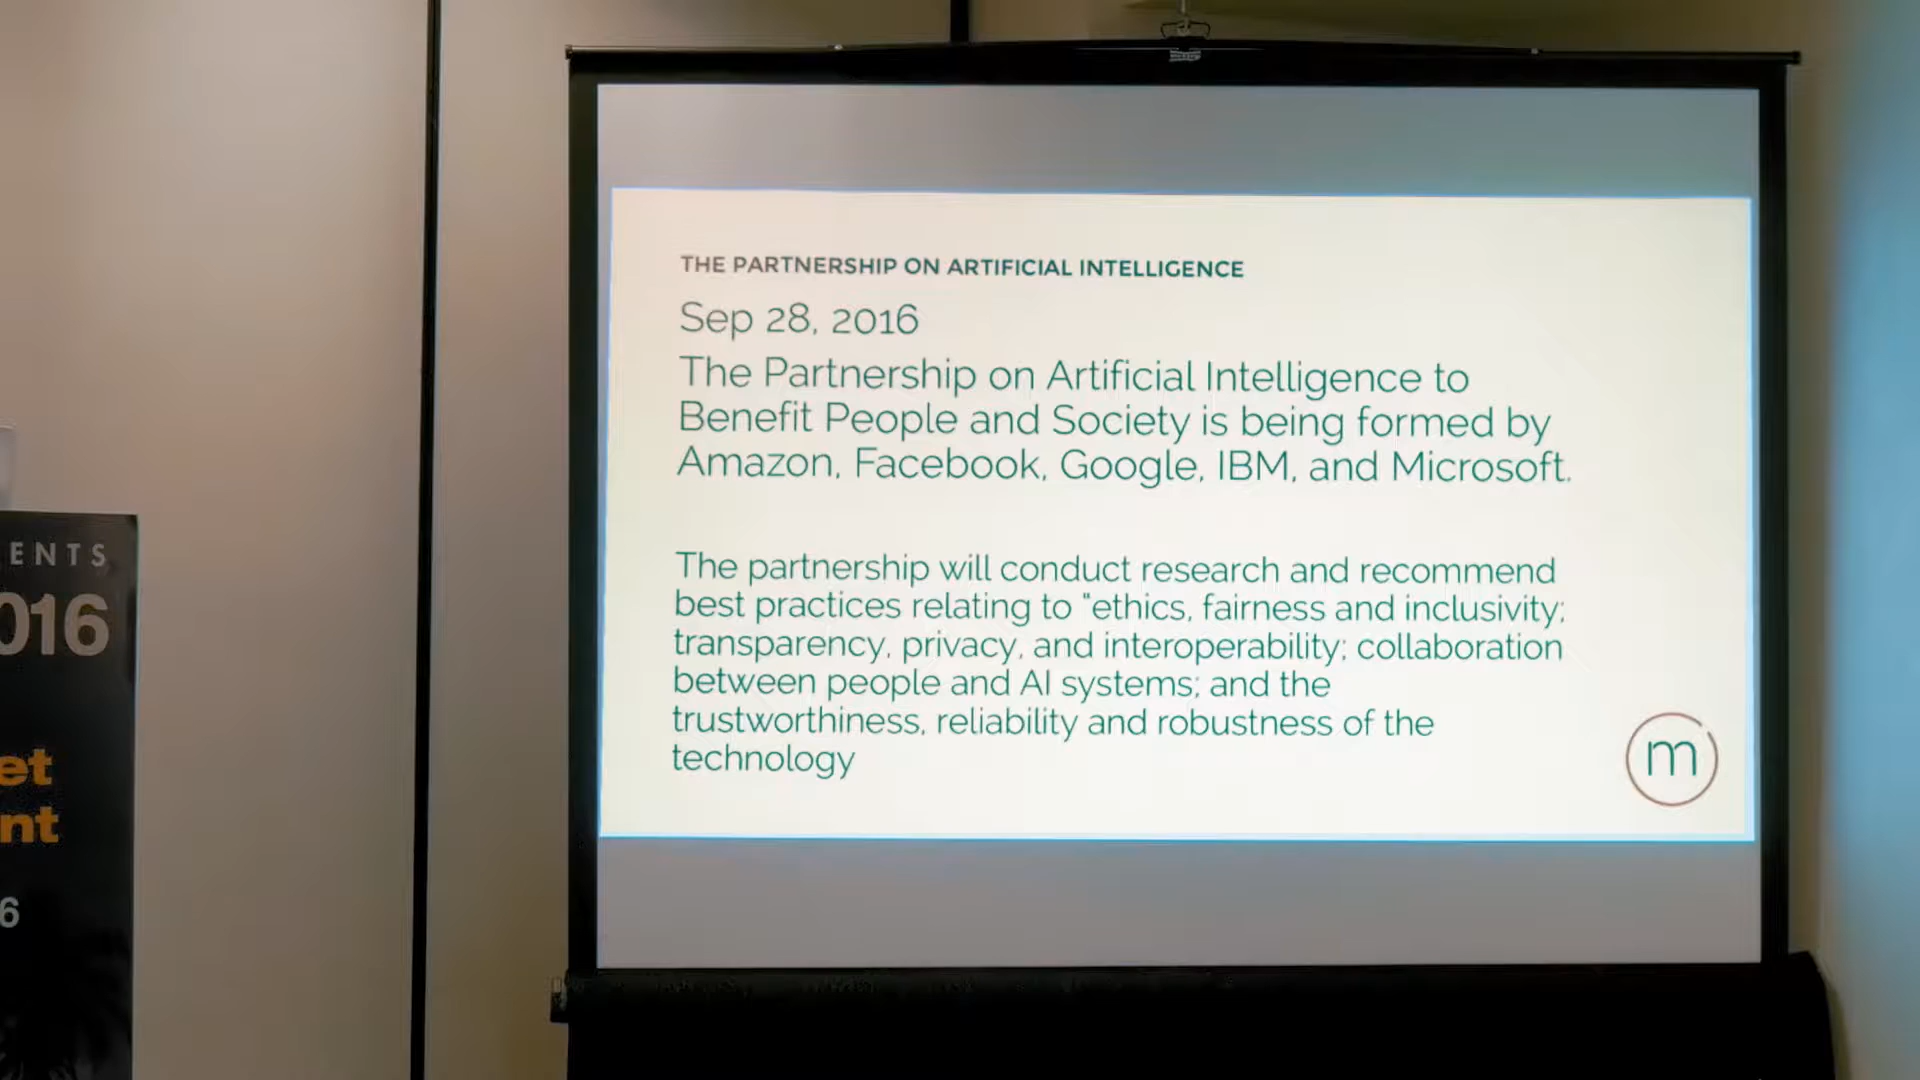 THE PARTNERSHIP ON ARTIFICIAL INTELLIGENCE
Sep 28, 2016
The Partnership on Artificial Intelligence to
Benefit People and Society is being formed by
Amazon, Facebook, Google, IBM, and Microsoft.
The partnership will conduct research and recommend
best practices relating to "ethics, fairness and inclusivity;
transparency, privacy, and interoperability; collaboration
between people and AI systems; and the
trustworthiness, reliability and robustness of the
technology
m
ENTS
016
et
nt
6